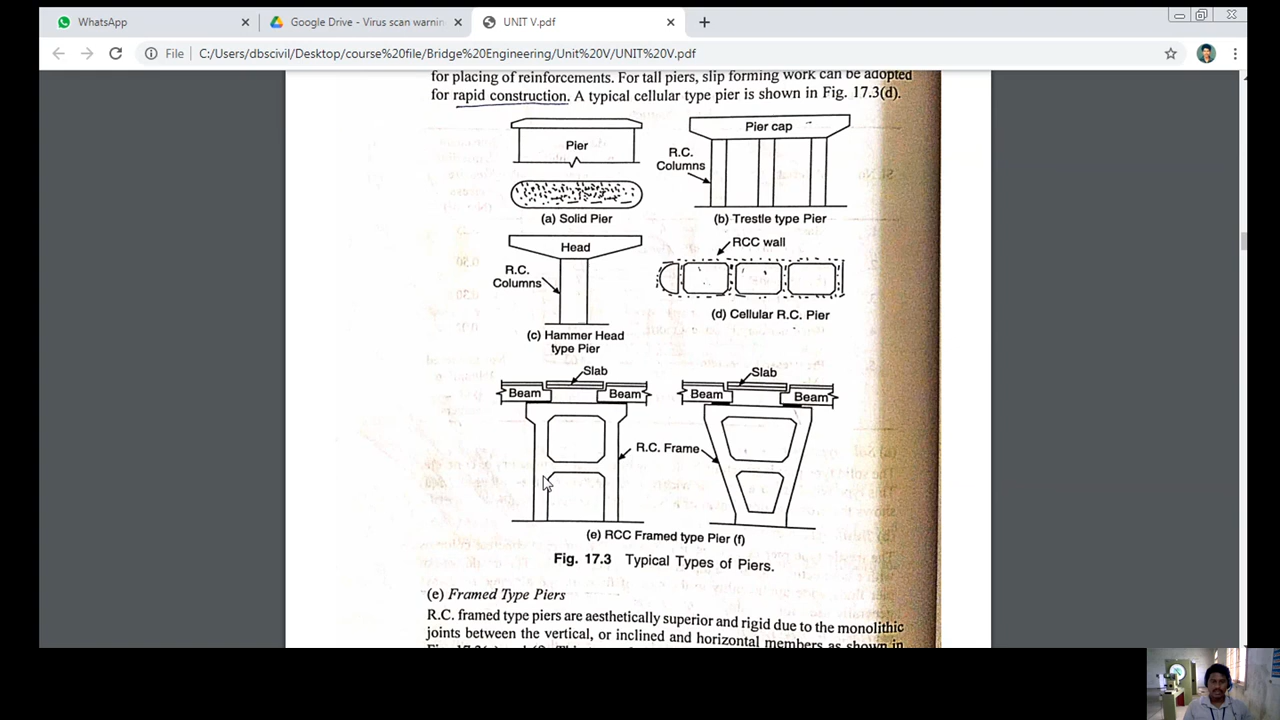 WhatsApp
Google Drive - Virus scan warnin
UNIT V.pdf
File
C:/Users/dbscivil/Desktop/course%20file/Bridge%20Engineering/Unit%20V/UNIT%20V.pdf
for placing of reinforcements. For tall piers, slip forming work can be adopted
for rapid construction. A typical cellular type pier is shown in Fig. 17.3(d).
Pier
(a) Solid Pier
Pier cap
R.C.
Columns
(b) Trestle type Pier
Head
R.C.
Columns
(c) Hammer Head
type Pier
RCC wall
(d) Cellular R.C. Pier
Slab
Beam
Beam
Slab
Beam
Beam
R.C. Frame
(e) RCC Framed type Pier (f)
Fig. 17.3 Typical Types of Piers.
(e) Framed Type Piers
R.C. framed type piers are aesthetically superior and rigid due to the monolithic
joints between the vertical, or inclined and horizontal members as shown in